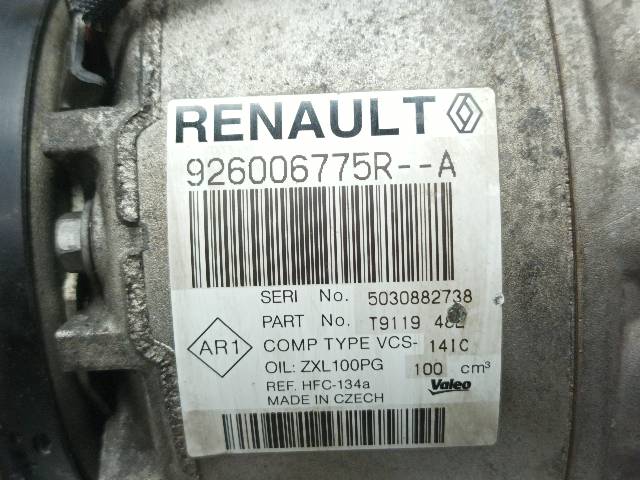 RENAULT
926006775R--A
SERI No. 5030882738
PART No. T9119
COMP TYPE VCS-141C
AR1
OIL: ZXL100PG 100 cm³
REF. HFC-134a
MADE IN CZECH
Valeo